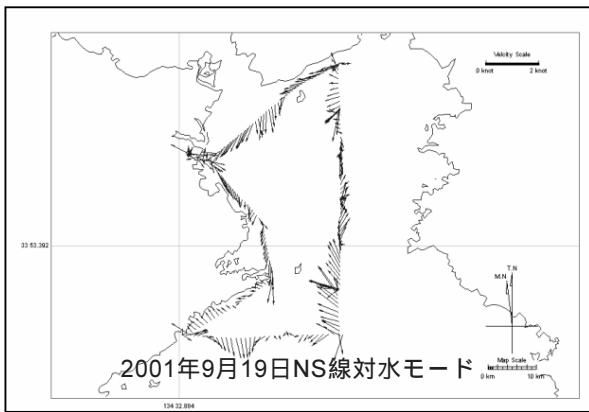 Velocity Scale
0 knot 2 knot
33 53.392
T.N
M.N
Map Scale
0 km 10 km
2001年9月19日NS線対水モード
134 32.894